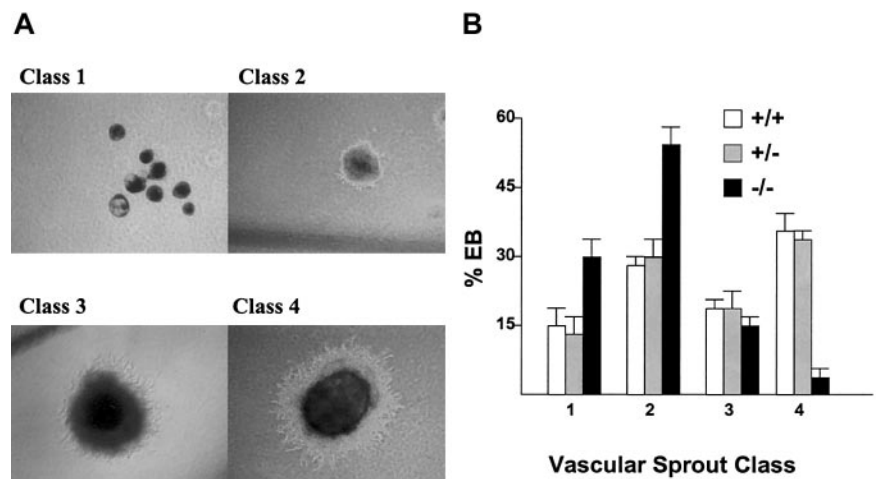 A
B
Class 1
Class 2
Class 3
Class 4
60
45
30
15
% EB
+/+
+/-
-/-
1 2 3 4
Vascular Sprout Class